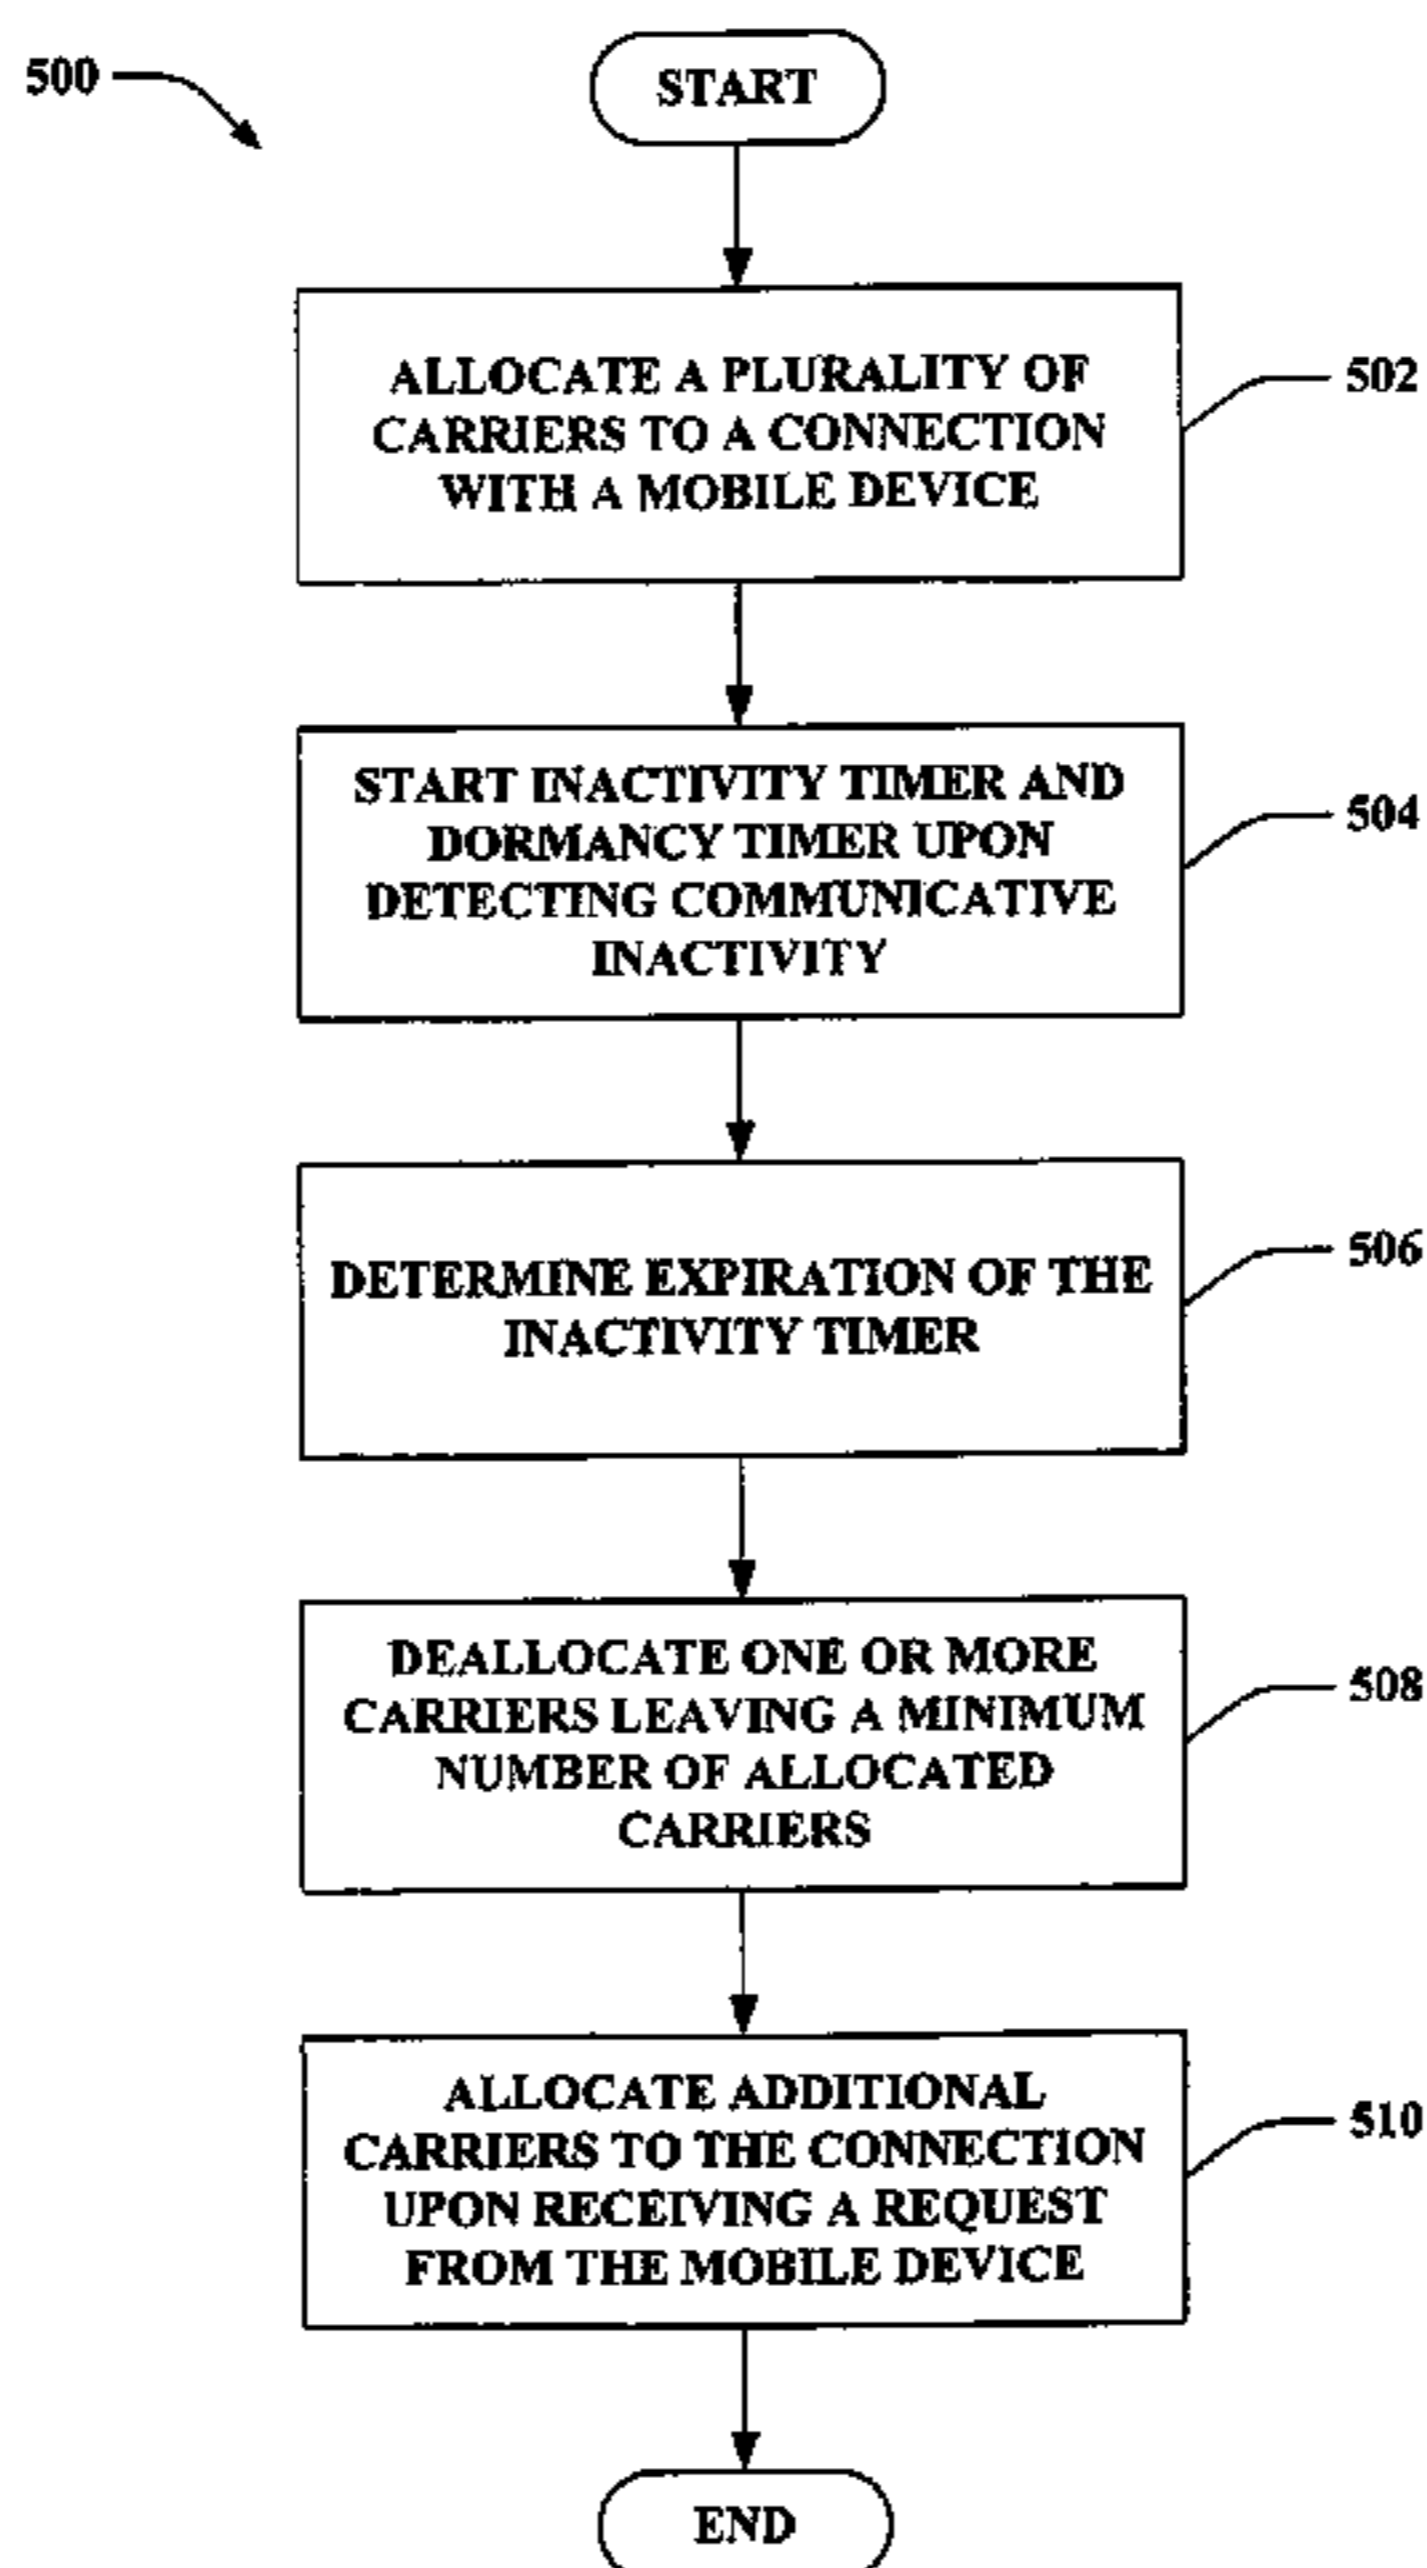 500
START
ALLOCATE A PLURALITY OF
CARRIERS TO A CONNECTION
WITH A MOBILE DEVICE
502
START INACTIVITY TIMER AND
DORMANCY TIMER UPON
DETECTING COMMUNICATIVE
INACTIVITY
504
DETERMINE EXPIRATION OF THE
INACTIVITY TIMER
506
DEALLOCATE ONE OR MORE
CARRIERS LEAVING A MINIMUM
NUMBER OF ALLOCATED
CARRIERS
508
ALLOCATE ADDITIONAL
CARRIERS TO THE CONNECTION
UPON RECEIVING A REQUEST
FROM THE MOBILE DEVICE
510
END